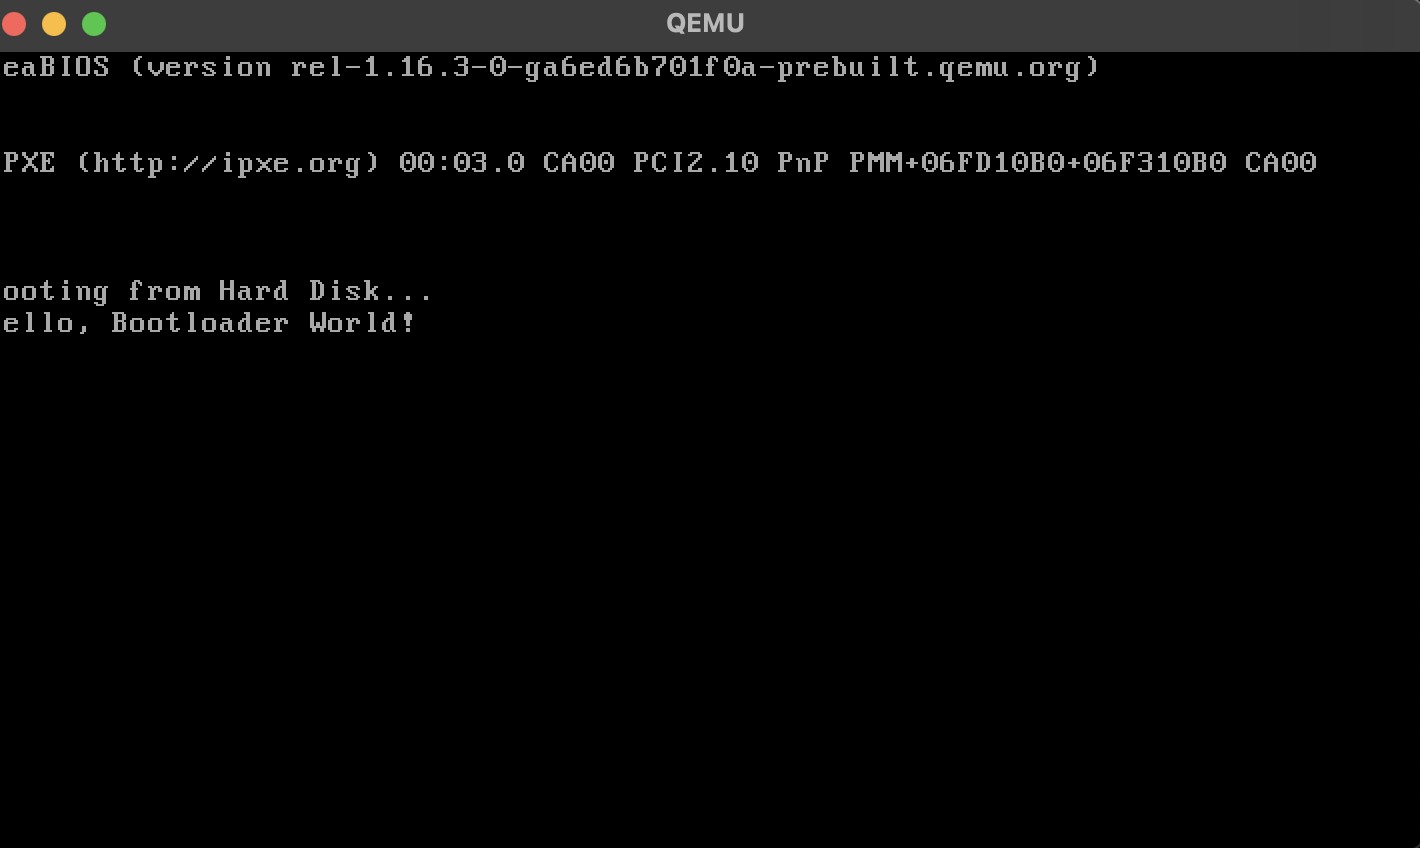 QEMU
eaBIOS (version rel-1.16.3-0-ga6ed6b701f0a-prebuilt.qemu.org)
PXE (http://ipxe.org) 00:03.0 CA00 PCI2.10 PnP PMM+06FD10B0+06F310B0 CA00
ooting from Hard Disk...
ello, Bootloader World!